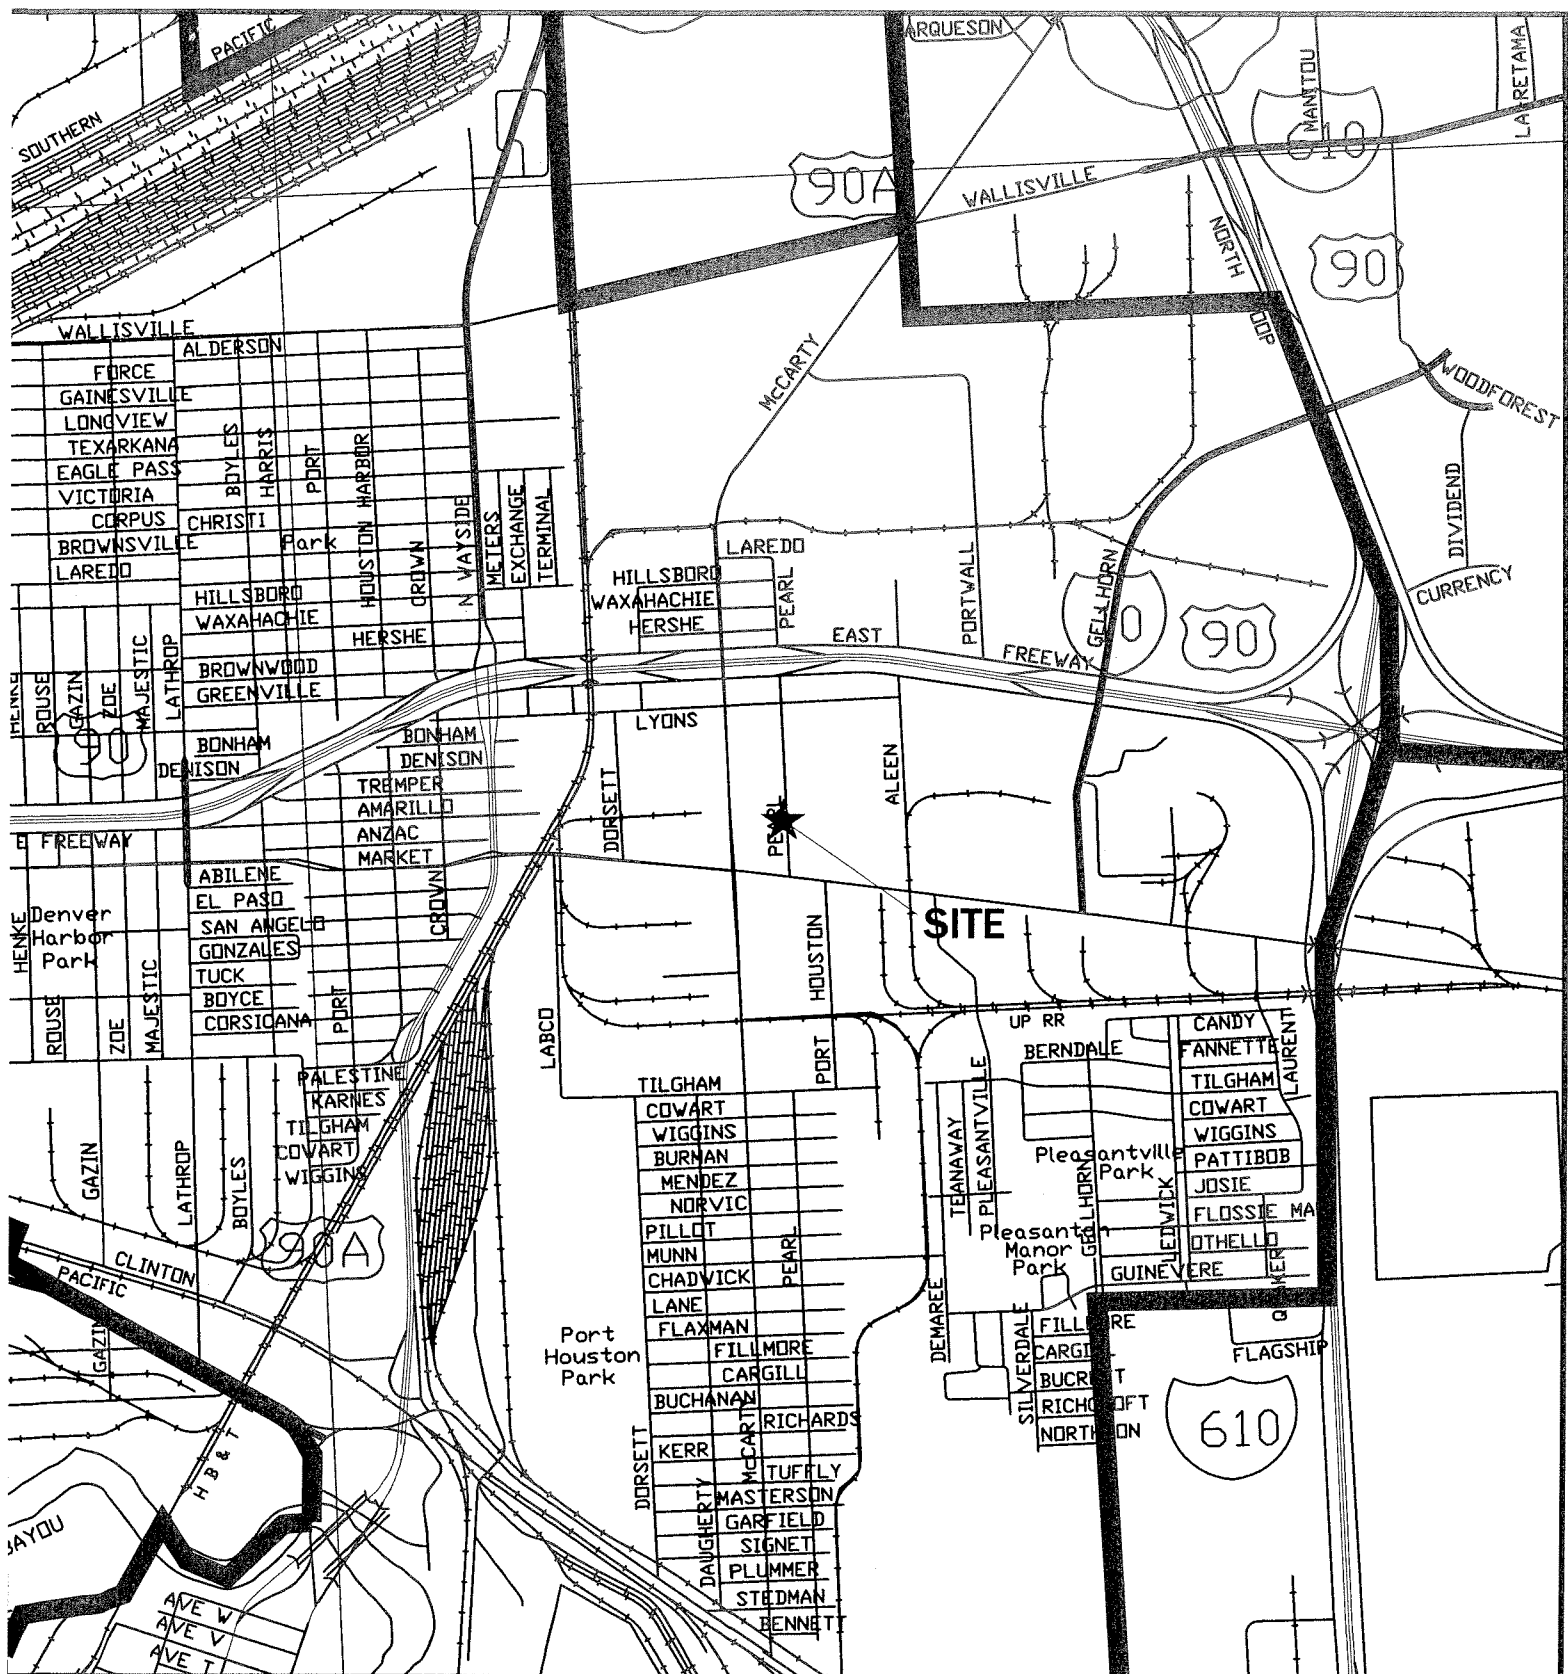 PACIFIC
ARQUESON
MANITOU
LA RETAMA
SOUTHERN
610
90A
WALLISVILLE
NORTH
90
LOOP
WALLISVILLE
ALDERSON
FORCE
GAINESVILLE
LONGVIEW
TEXARKANA
EAGLE PASS
VICTORIA
CORPUS CHRISTI
BROWNSVILLE
LAREDO
BOYLES
HARRIS
PORT
HOUSTON HARBOR
CROWN
Park
N WAYSIDE
METERS
EXCHANGE
TERMINAL
McCARTY
WOODFOREST
DIVIDEND
CURRENCY
LAREDO
HILLSBORO
WAXAHACHIE
HERSHE
PEARL
PORTWALL
GELLHORN
90
EAST
FREEWAY
HILLSBORO
WAXAHACHIE
HERSHE
BROWNWOOD
GREENVILLE
HENKE
ROUSE
GAZIN
ZOE
MAJESTIC
LATHROP
90
BONHAM
DENISON
BONHAM
DENISON
TREMPER
AMARILLO
ANZAC
MARKET
LYONS
DORSETT
PEARL
ALEEN
E FREEWAY
ABILENE
EL PASO
SAN ANGELO
GONZALES
TUCK
BOYCE
CORSICANA
CROWN
HENKE
Denver
Harbor
Park
ROUSE
ZOE
MAJESTIC
PORT
SITE
HOUSTON
PORT
LABCO
UP RR
BERNDALE
CANDY
FANNETTE
TILGHAM
COWART
WIGGINS
PATTIBOB
JOSIE
FLOSSIE MA
OTHELLO
GUINEVERE
LAURENT
PALESTINE
KARNES
TILGHAM
COWART
WIGGINS
GAZIN
LATHROP
BOYLES
90A
CLINTON
PACIFIC
GAZIN
TILGHAM
COWART
WIGGINS
BURMAN
MENDEZ
NORVIC
PILLOT
MUNN
CHADWICK
LANE
FLAXMAN
FILLMORE
CARGILL
BUCHANAN
RICHARDS
KERR
TUFFLY
MASTERSON
GARFIELD
SIGNET
PLUMMER
STEDMAN
BENNETT
PEARL
McCARTY
DORSETT
DAUGHERTY
Port
Houston
Park
TEANAWAY
PLEASANTVILLE
Pleasantville
Park
Pleasanton
Manor
Park
GELLHORN
LEDWICK
DEMAREE
SILVERDALE
FLAGSHIP
610
H B & T
BAYOU
AVE W
AVE V
AVE T